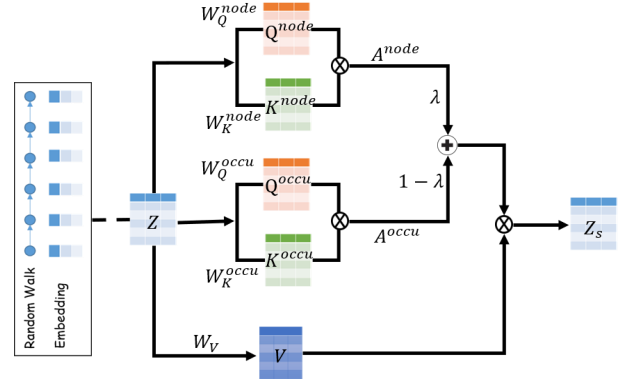 Random Walk
Embedding
Z
W_Q^{node}
Q^{node}
W_K^{node}
K^{node}
A^{node}
λ
W_Q^{occu}
Q^{occu}
W_K^{occu}
K^{occu}
A^{occu}
1 − λ
W_V
V
Z_s